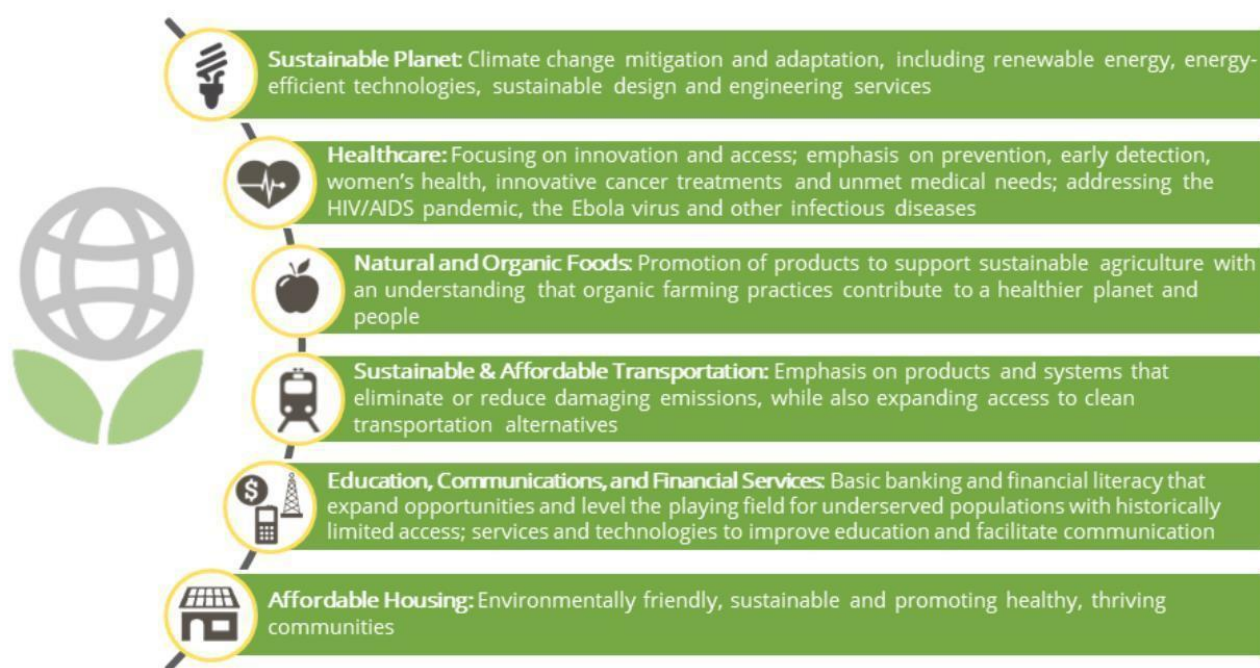 Sustainable Planet: Climate change mitigation and adaptation, including renewable energy, energy-
efficient technologies, sustainable design and engineering services
Healthcare: Focusing on innovation and access; emphasis on prevention, early detection,
women's health, innovative cancer treatments and unmet medical needs; addressing the
HIV/AIDS pandemic, the Ebola virus and other infectious diseases
Natural and Organic Foods: Promotion of products to support sustainable agriculture with
an understanding that organic farming practices contribute to a healthier planet and
people
Sustainable & Affordable Transportation: Emphasis on products and systems that
eliminate or reduce damaging emissions, while also expanding access to clean
transportation alternatives
$
Education, Communications, and Financial Services: Basic banking and financial literacy that
expand opportunities and level the playing field for underserved populations with historically
limited access; services and technologies to improve education and facilitate communication
Affordable Housing: Environmentally friendly, sustainable and promoting healthy, thriving
communities